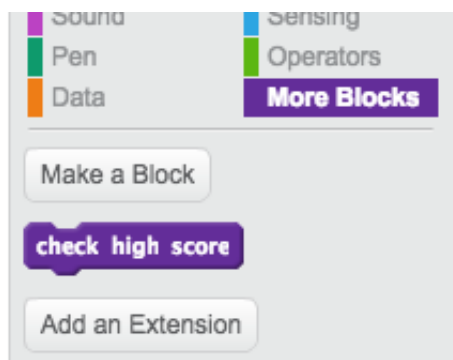 Sound Sensing
Pen Operators
Data More Blocks
Make a Block
check high score
Add an Extension